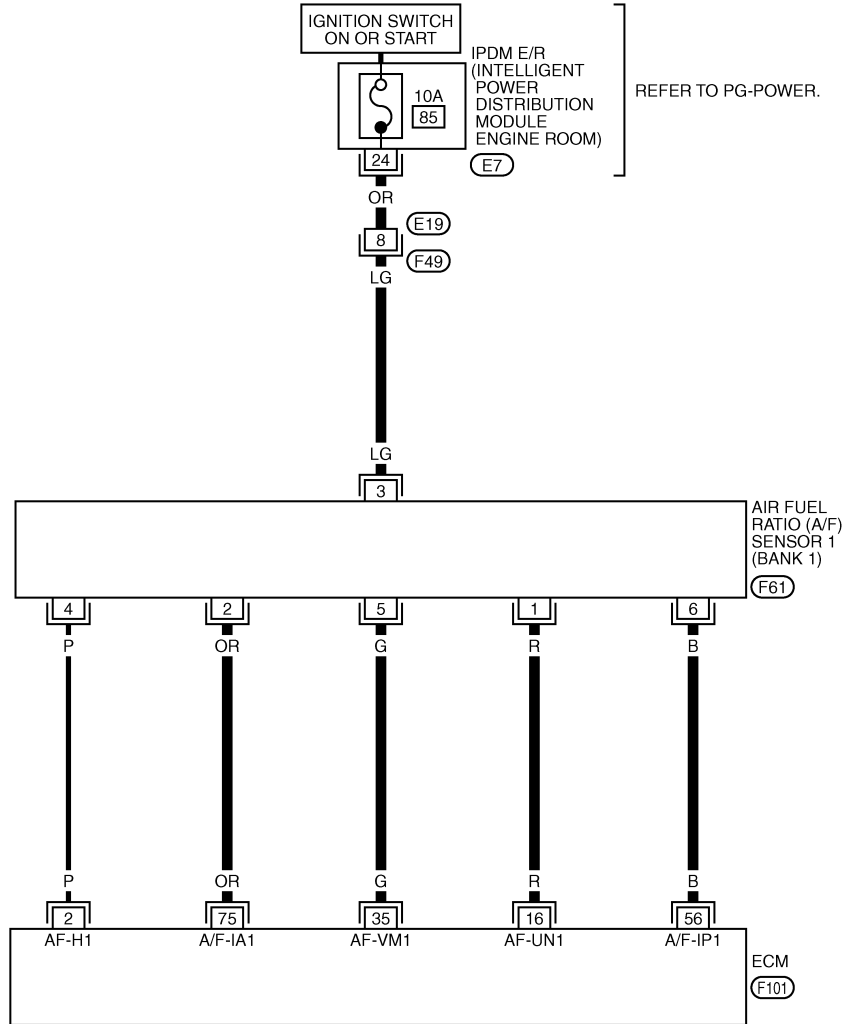 IGNITION SWITCH
ON OR START
IPDM E/R
(INTELLIGENT
POWER
DISTRIBUTION
MODULE
ENGINE ROOM)
REFER TO PG-POWER.
10A
85
24
E7
OR
E19
8
F49
LG
LG
3
AIR FUEL
RATIO (A/F)
SENSOR 1
(BANK 1)
F61
4 2 5 1 6
P OR G R B
P OR G R B
2 75 35 16 56
AF-H1 A/F-IA1 AF-VM1 AF-UN1 A/F-IP1
ECM
F101